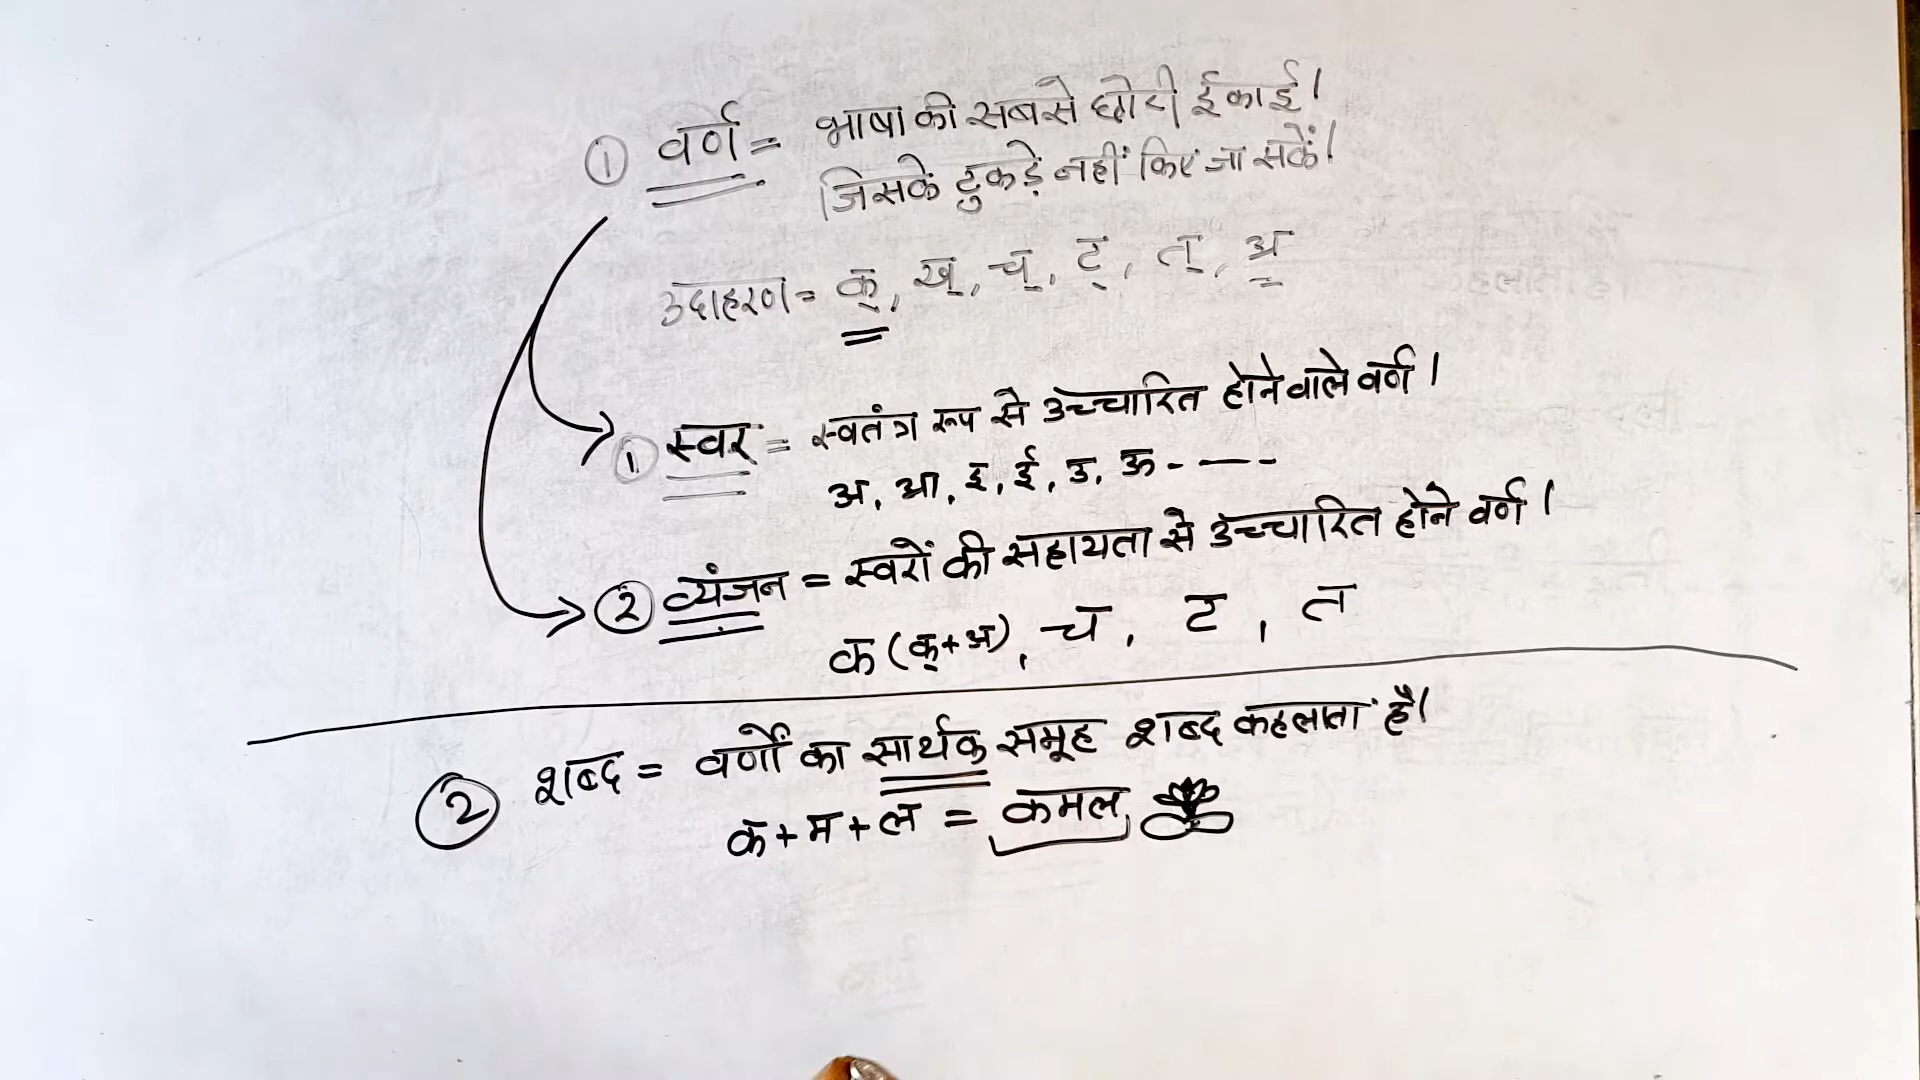 ① वर्ण = भाषा की सबसे छोटी ईकाई।
जिसके टुकड़े नहीं किए जा सकें।
उदाहरण = क्, ख्, च्, ट्, त्, अ
① स्वर = स्वतंत्र रूप से उच्चारित होने वाले वर्ण।
अ, आ, इ, ई, उ, ऊ - - - -
② व्यंजन = स्वरों की सहायता से उच्चारित होने वर्ण।
क (क्+अ), च, ट, त
② शब्द = वर्णों का सार्थक समूह शब्द कहलाता है।
क + म + ल = कमल